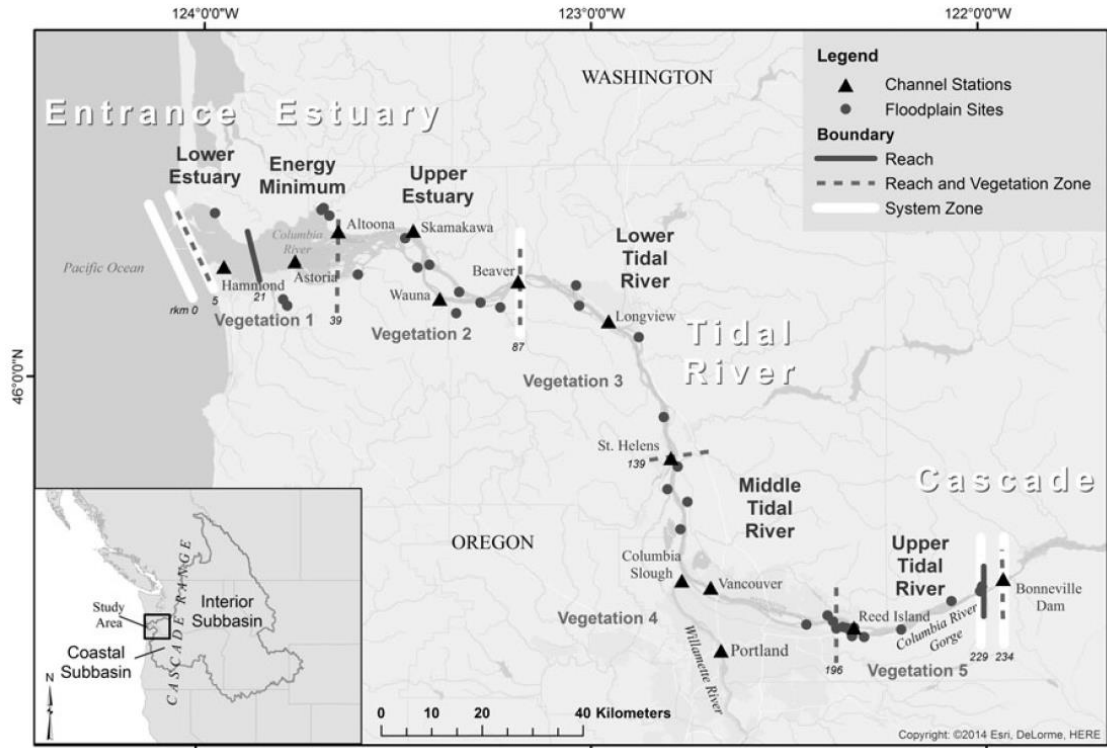 124°0'0"W
123°0'0"W
122°0'0"W
46°0'0"N
WASHINGTON
Legend
Channel Stations
Floodplain Sites
Boundary
Reach
Reach and Vegetation Zone
System Zone
Entrance Estuary
Lower
Estuary
Energy
Minimum
Upper
Estuary
Altoona
Skamakawa
Columbia
River
Pacific Ocean
Hammond
Astoria
Beaver
Wauna
Lower
Tidal
River
Longview
rkm 0
5
21
39
87
Vegetation 1
Vegetation 2
Vegetation 3
Tidal
River
St. Helens
139
Middle
Tidal
River
Cascade
OREGON
Columbia
Slough
Vancouver
Upper
Tidal
River
Bonneville
Dam
Reed Island
Columbia River
Gorge
Vegetation 4
Willamette River
Portland
196
Vegetation 5
229
234
Study
Area
CASCADE RANGE
Interior
Subbasin
Coastal
Subbasin
N
0 10 20 40 Kilometers
Copyright: ©2014 Esri, DeLorme, HERE